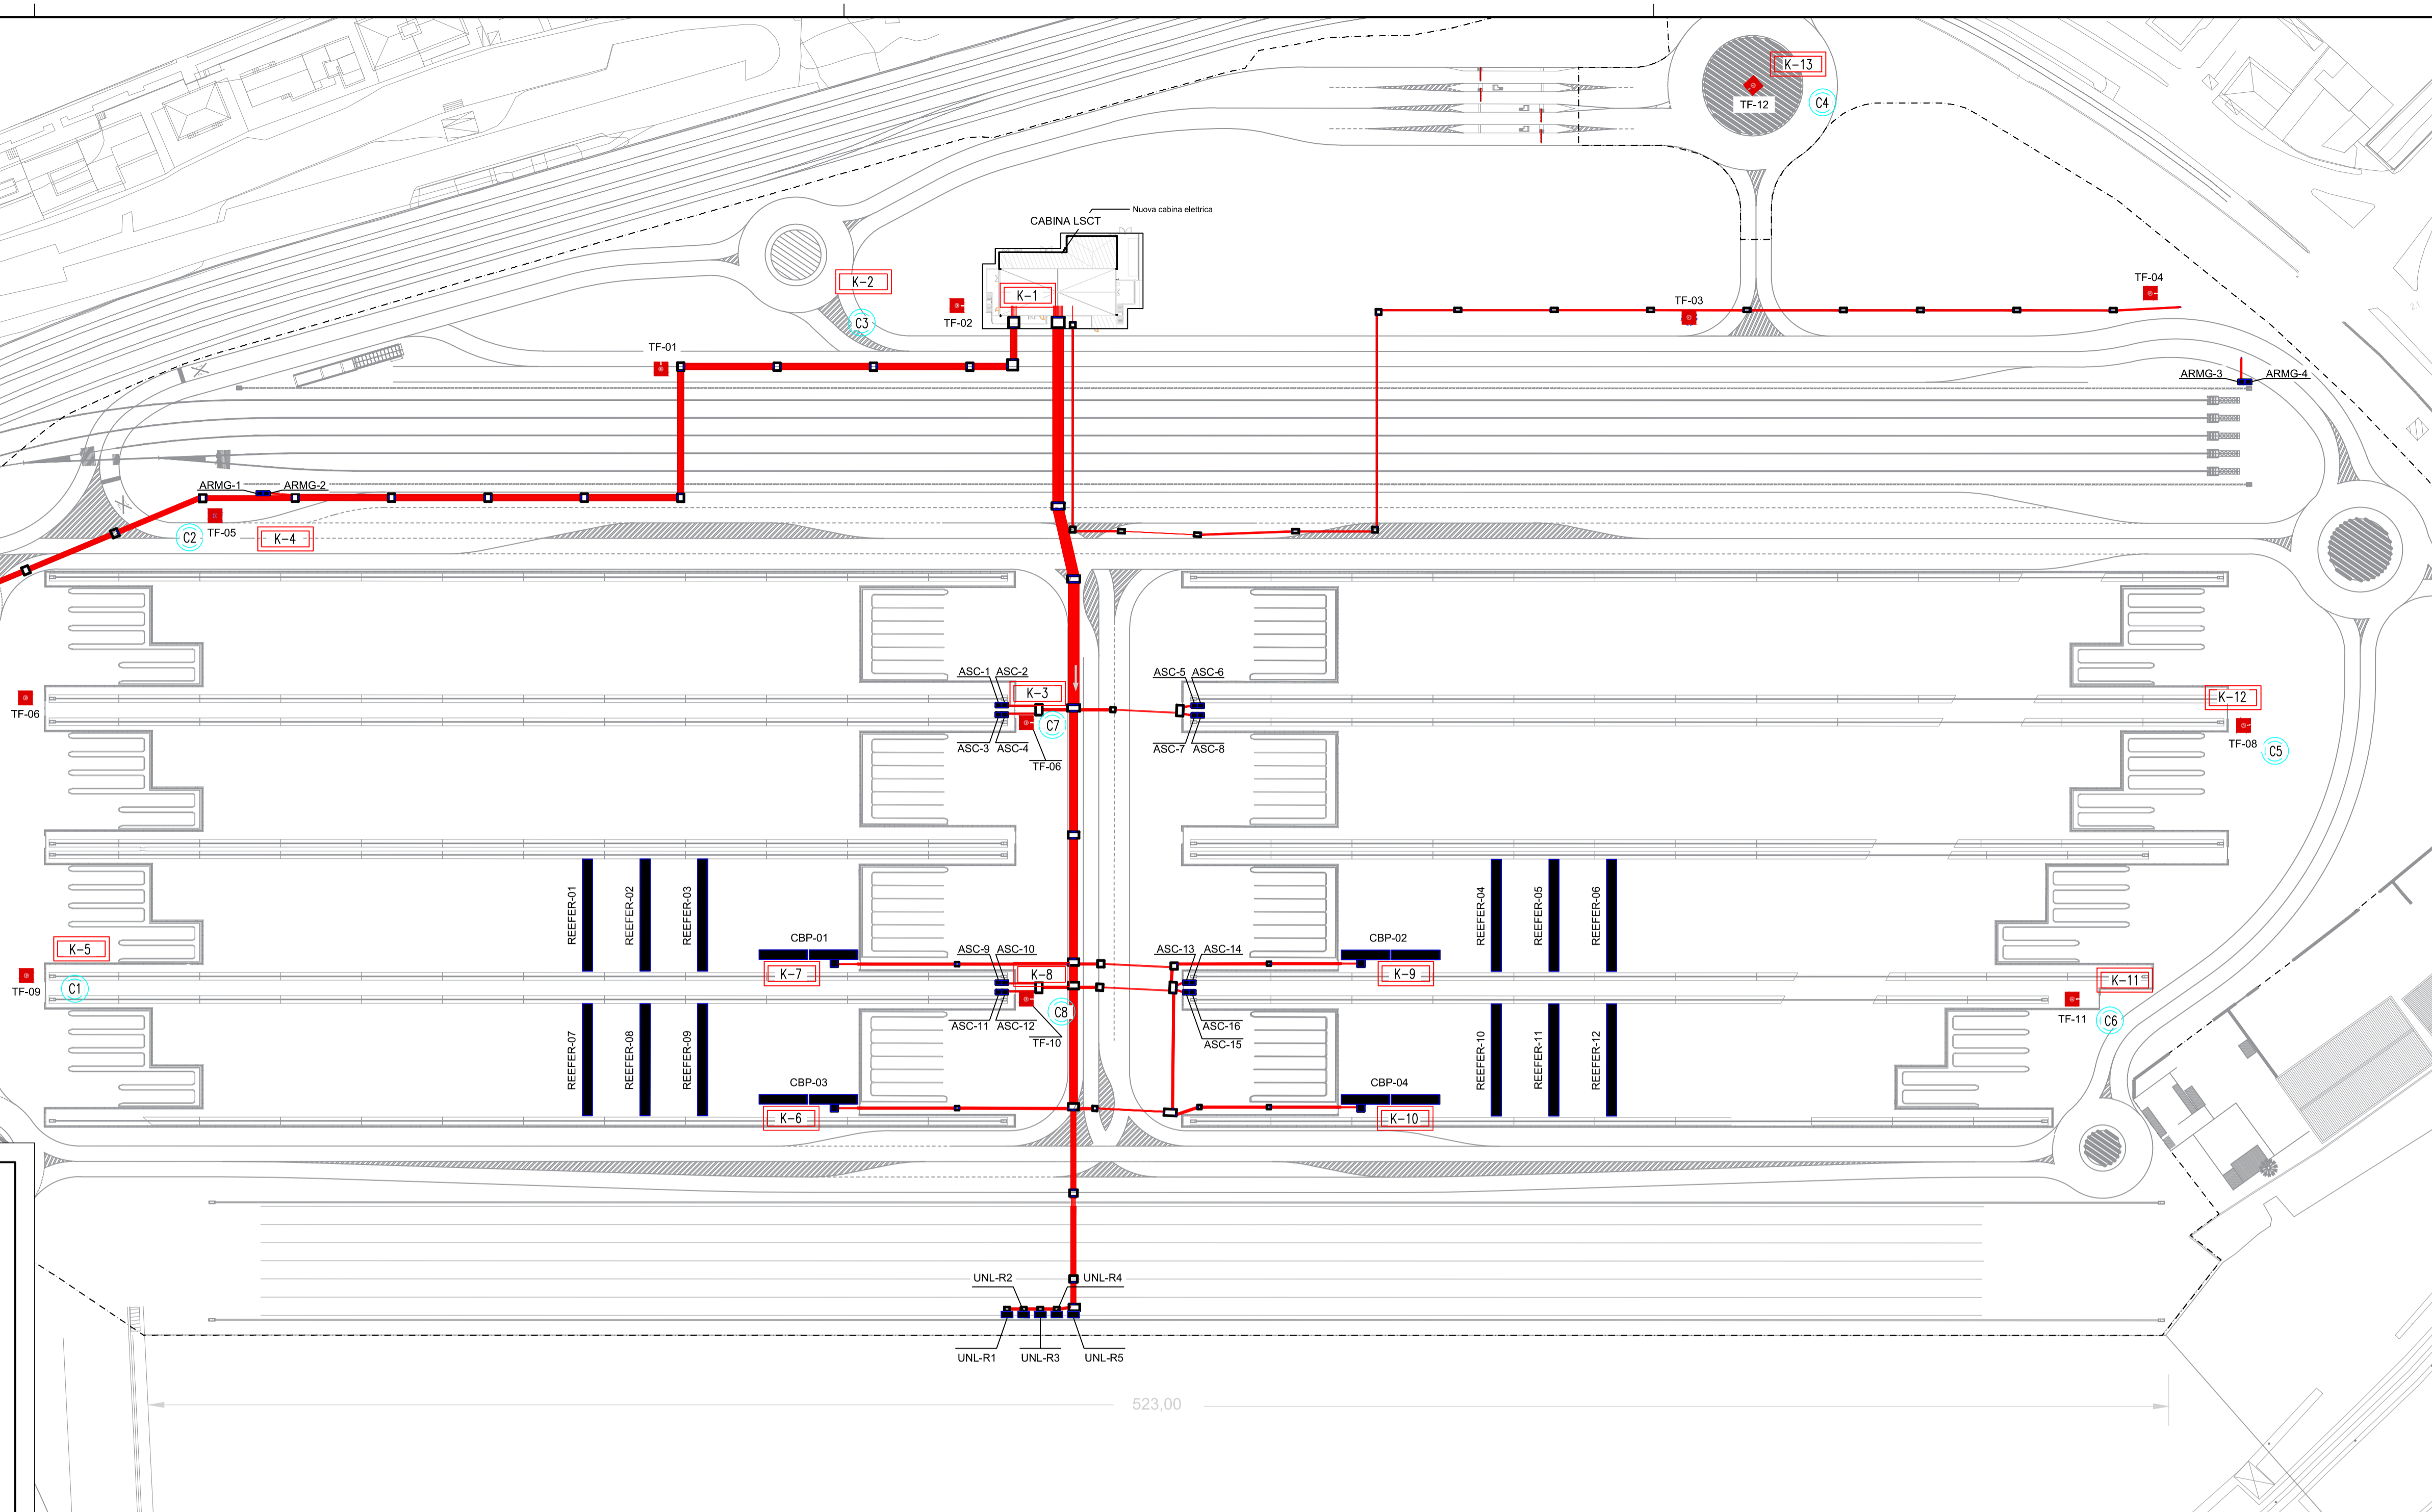 K-13
TF-12
C4
Nuova cabina elettrica
CABINA LSCT
K-2
K-1
TF-02
C3
TF-03
TF-04
TF-01
ARMG-3
ARMG-4
ARMG-1
ARMG-2
TF-05
C2
K-4
ASC-1
ASC-2
K-3
ASC-5
ASC-6
K-12
TF-06
C7
ASC-3
ASC-4
ASC-7
ASC-8
TF-08
C5
TF-06
REEFER-01
REEFER-02
REEFER-03
REEFER-04
REEFER-05
REEFER-06
K-5
CBP-01
CBP-02
ASC-9
ASC-10
ASC-13
ASC-14
K-7
K-8
K-9
K-11
TF-09
C1
C8
ASC-11
ASC-12
ASC-16
TF-10
ASC-15
TF-11
C6
REEFER-07
REEFER-08
REEFER-09
REEFER-10
REEFER-11
REEFER-12
CBP-03
CBP-04
K-6
K-10
UNL-R2
UNL-R4
UNL-R1
UNL-R3
UNL-R5
523,00